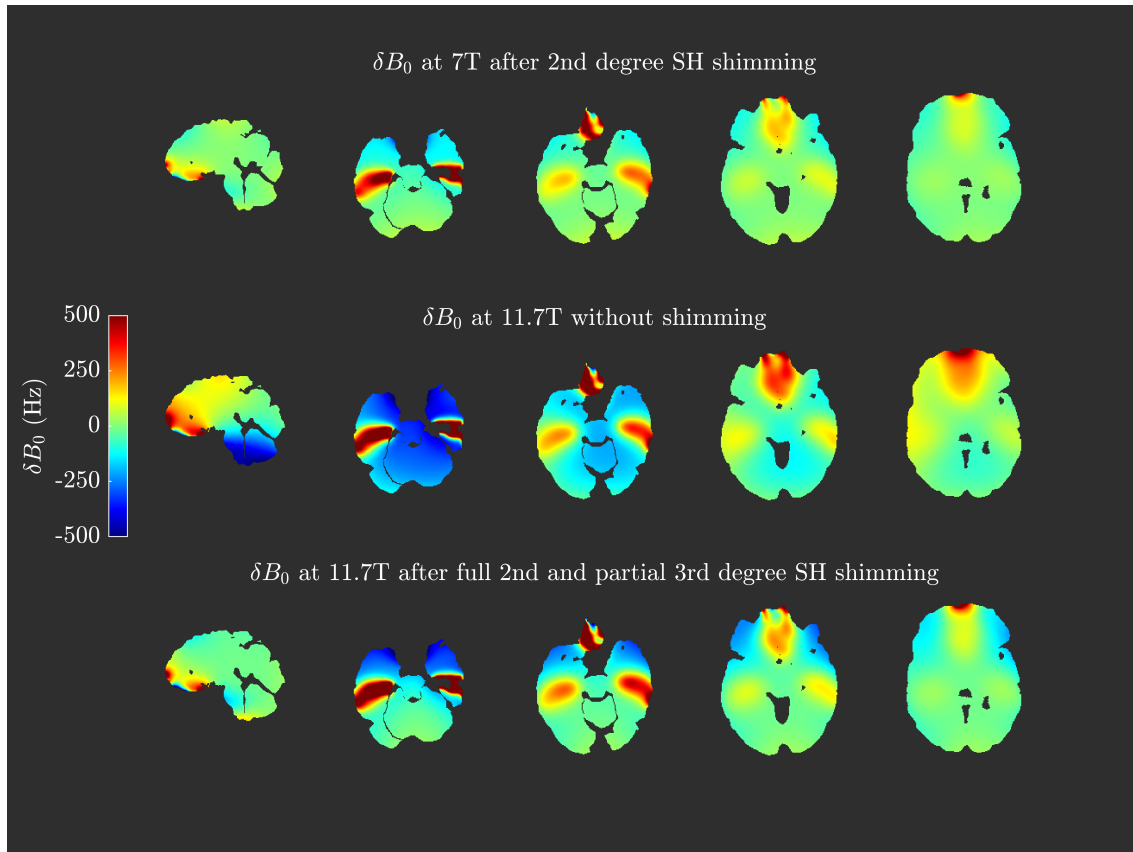 δB₀ at 7T after 2nd degree SH shimming
δB₀ at 11.7T without shimming
500
250
0
-250
-500
δB₀ (Hz)
δB₀ at 11.7T after full 2nd and partial 3rd degree SH shimming